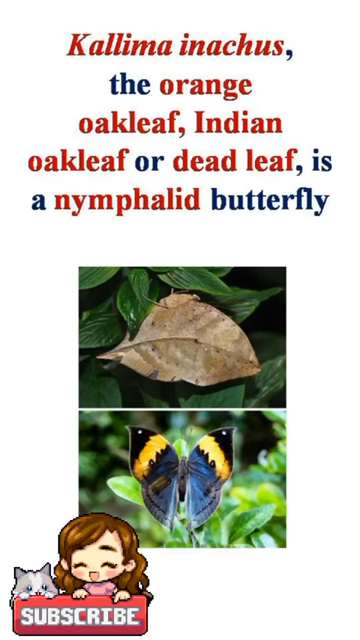 Kallima inachus,
the orange
oakleaf, Indian
oakleaf or dead leaf, is
a nymphalid butterfly
SUBSCRIBE